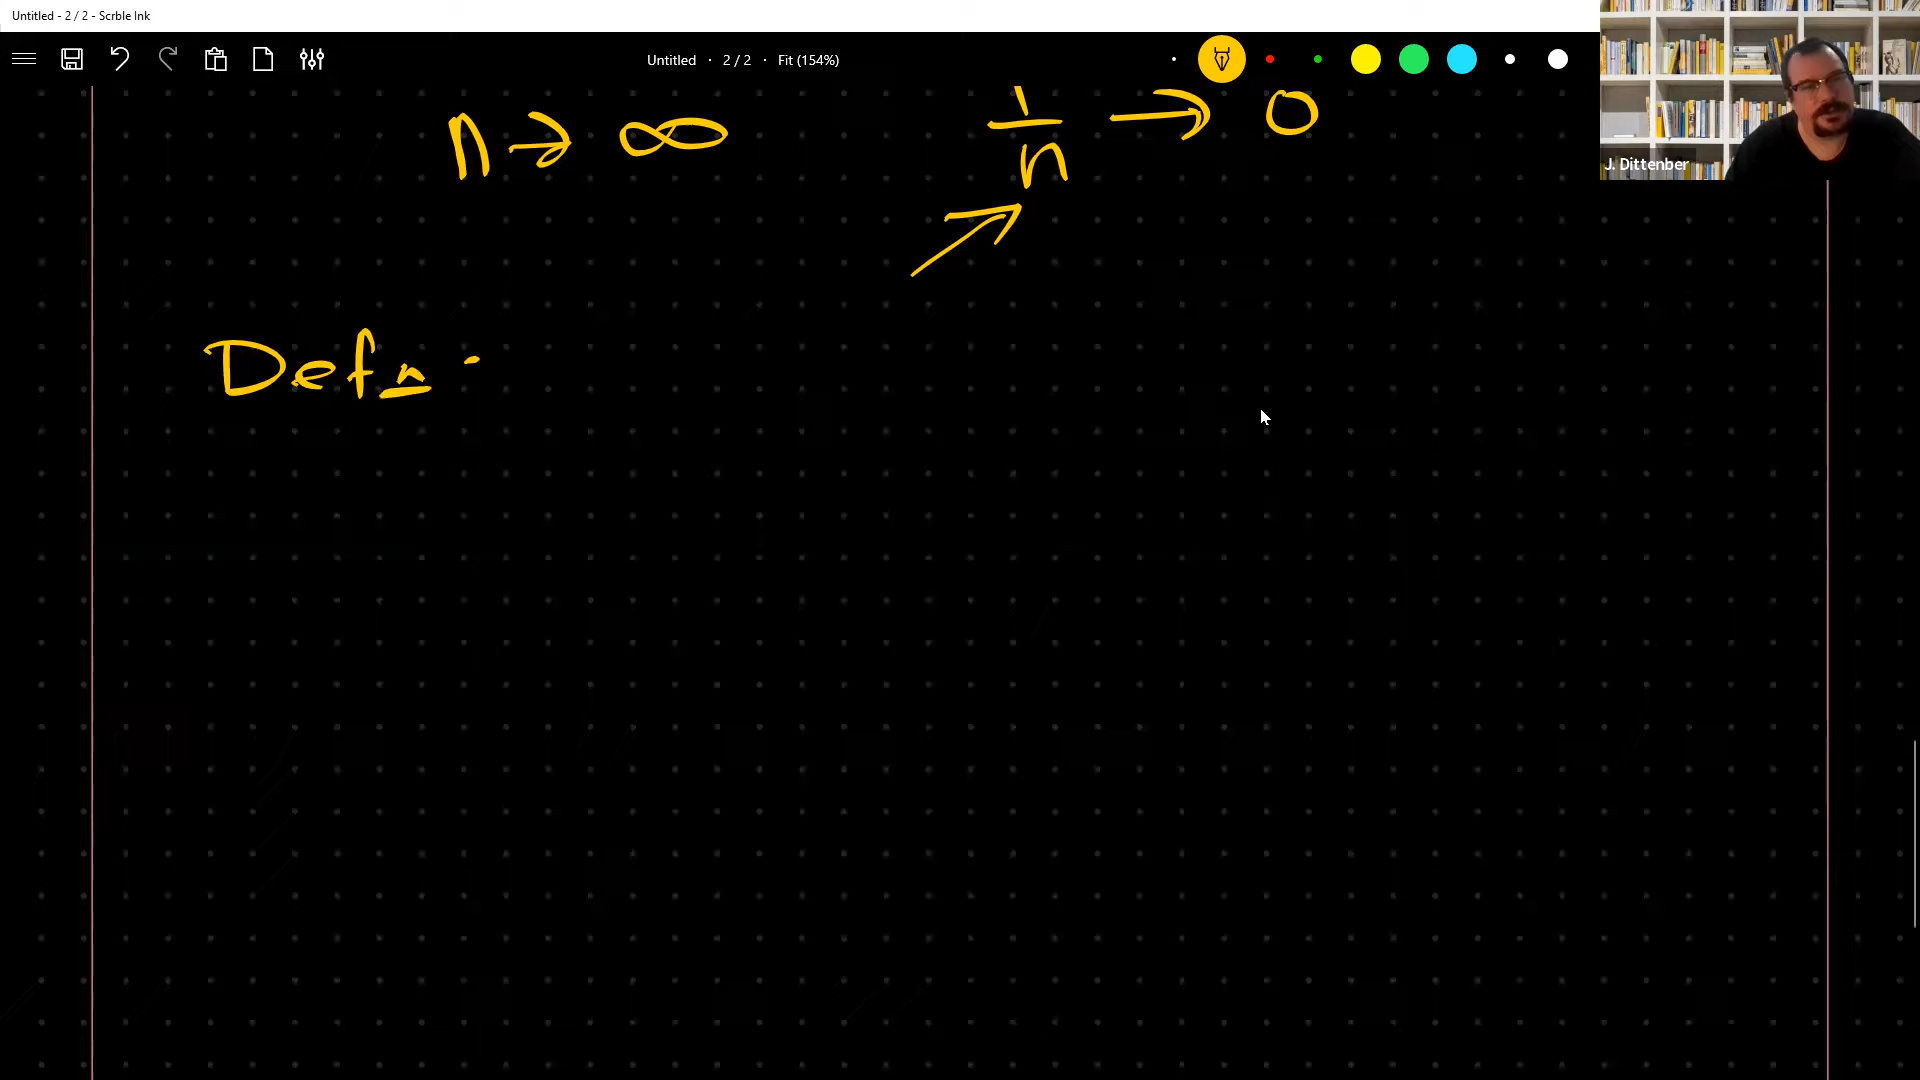 Untitled - 2 / 2 - Scrble Ink
Untitled · 2 / 2 · Fit (154%)
J. Dittenber
n → ∞
1/n → 0
Defn :